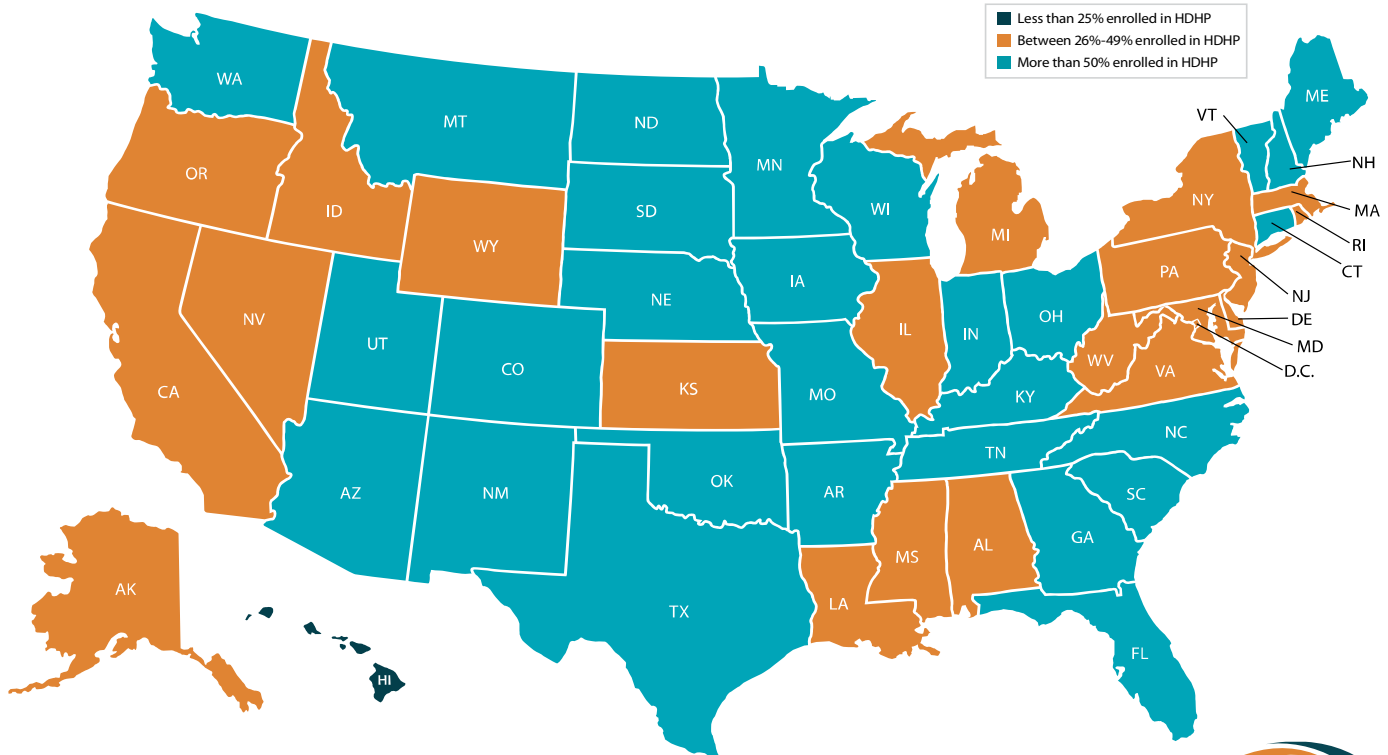 Less than 25% enrolled in HDHP
Between 26%-49% enrolled in HDHP
More than 50% enrolled in HDHP
WA
MT
ND
MN
ME
VT
NH
OR
ID
WY
SD
WI
MI
NY
MA
RI
CT
NV
UT
CO
NE
IA
IL
IN
OH
PA
NJ
DE
MD
D.C.
CA
KS
MO
KY
WV
VA
AZ
NM
OK
AR
TN
NC
SC
GA
AL
MS
LA
TX
FL
AK
HI